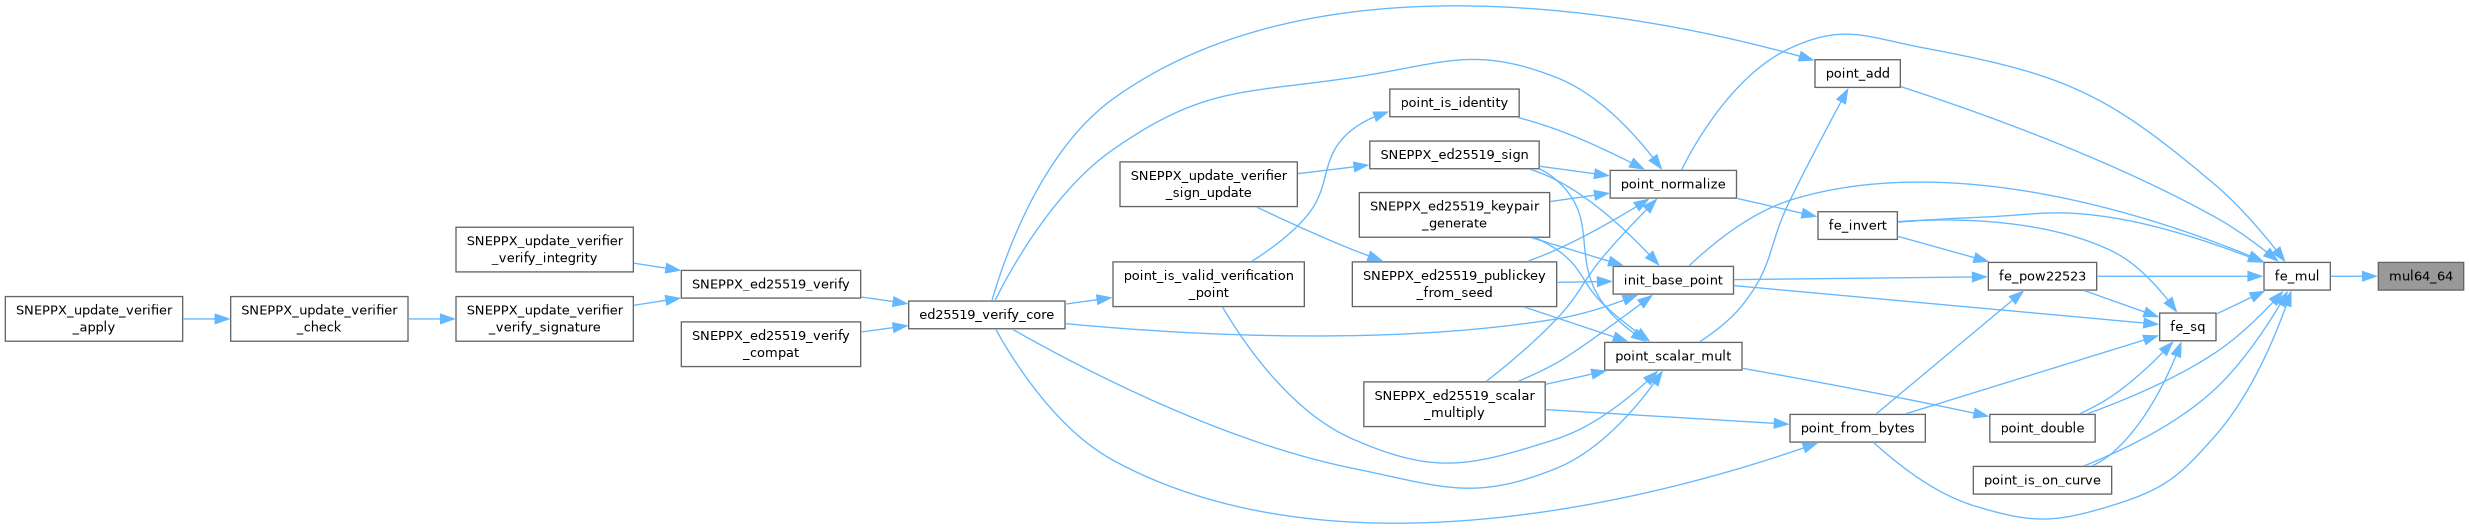 SNEPPX_update_verifier
_apply
SNEPPX_update_verifier
_check
SNEPPX_update_verifier
_verify_integrity
SNEPPX_update_verifier
_verify_signature
SNEPPX_ed25519_verify
SNEPPX_ed25519_verify
_compat
ed25519_verify_core
SNEPPX_update_verifier
_sign_update
point_is_valid_verification
_point
point_is_identity
SNEPPX_ed25519_sign
SNEPPX_ed25519_keypair
_generate
SNEPPX_ed25519_publickey
_from_seed
SNEPPX_ed25519_scalar
_multiply
point_normalize
init_base_point
point_scalar_mult
point_add
fe_invert
fe_pow22523
point_from_bytes
point_double
point_is_on_curve
fe_sq
fe_mul
mul64_64